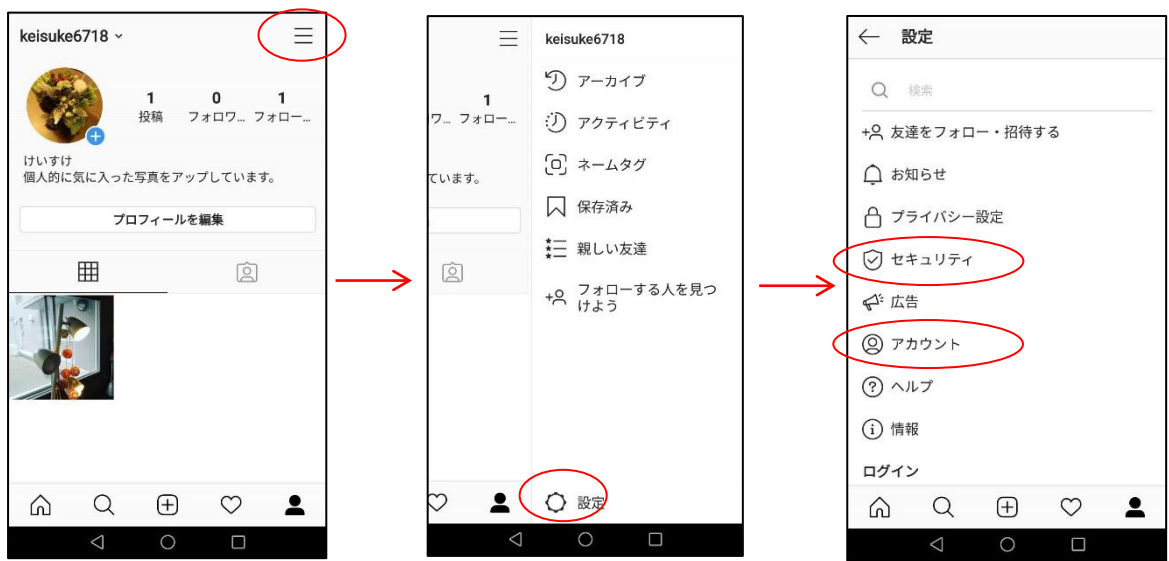 keisuke6718
1 0 1
投稿 フォロワ... フォロー...
けいすけ
個人的に気に入った写真をアップしています。
プロフィールを編集
1
ワ... フォロー...
ています。
keisuke6718
アーカイブ
アクティビティ
ネームタグ
保存済み
親しい友達
フォローする人を見つ
けよう
設定
設定
検索
友達をフォロー・招待する
お知らせ
プライバシー設定
セキュリティ
広告
アカウント
ヘルプ
情報
ログイン